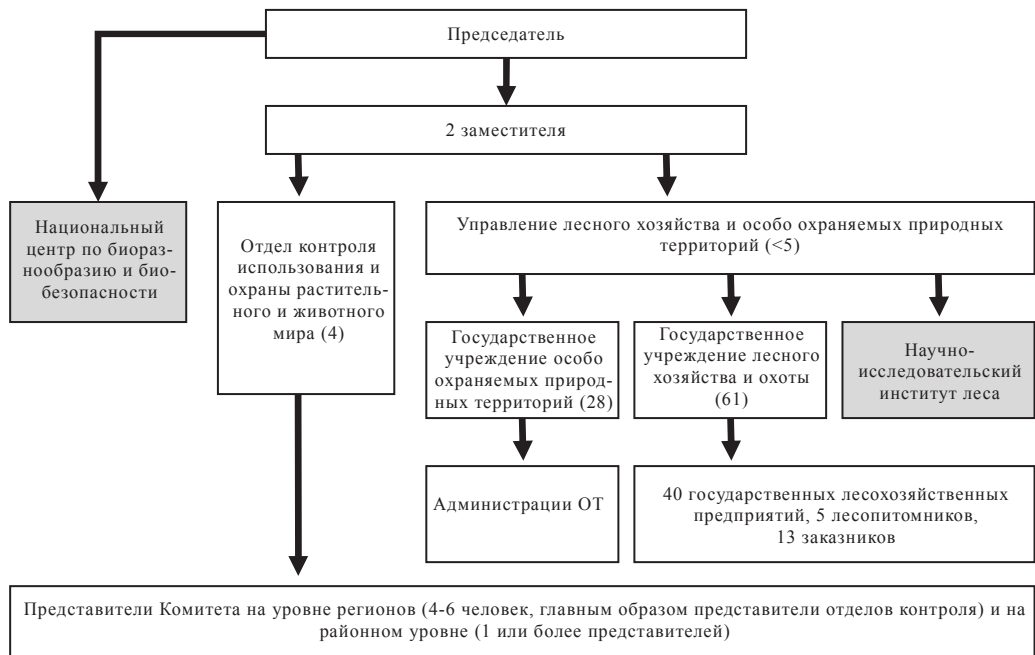 Председатель
2 заместителя
Национальный
центр по биораз-
нообразию и био-
безопасности
Отдел контроля
использования и
охраны раститель-
ного и животного
мира (4)
Управление лесного хозяйства и особо охраняемых природных
территорий (<5)
Государственное
учреждение особо
охраняемых природ-
ных территорий (28)
Государственное
учреждение лесного
хозяйства и охоты
(61)
Научно-
исследовательский
институт леса
Администрации ОТ
40 государственных лесохозяйственных
предприятий, 5 лесопитомников,
13 заказников
Представители Комитета на уровне регионов (4-6 человек, главным образом представители отделов контроля) и на
районном уровне (1 или более представителей)